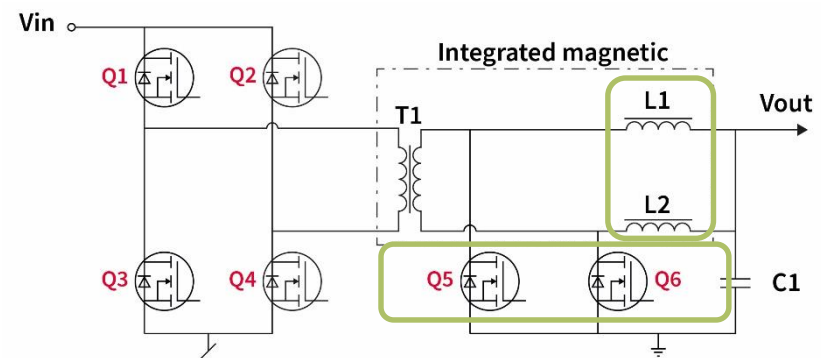 Vin
Q1
Q2
Integrated magnetic
T1
L1
Vout
L2
Q3
Q4
Q5
Q6
C1